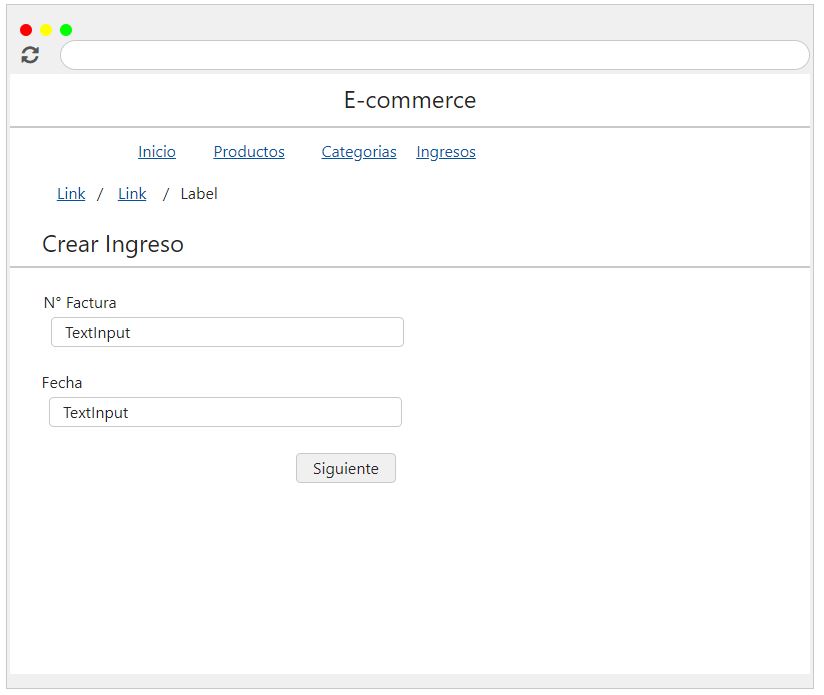 E-commerce
Inicio Productos Categorias Ingresos
Link / Link / Label
Crear Ingreso
N° Factura
TextInput
Fecha
TextInput
Siguiente